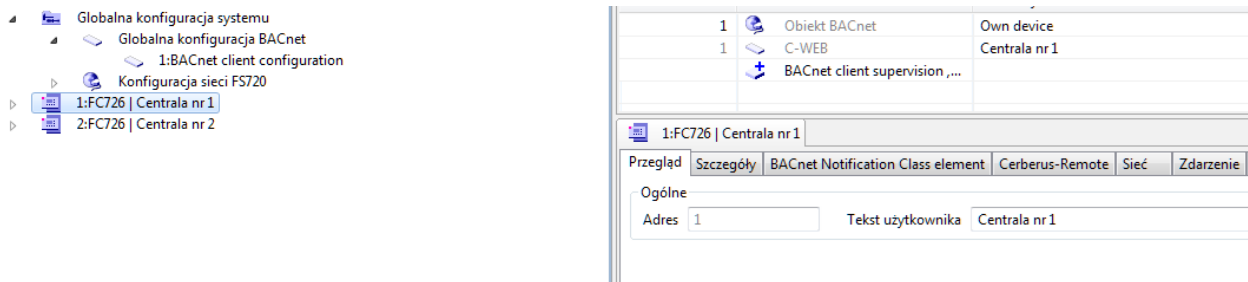 Globalna konfiguracja systemu
Globalna konfiguracja BACnet
1:BACnet client configuration
Konfiguracja sieci FS720
1:FC726 | Centrala nr 1
2:FC726 | Centrala nr 2
1 Obiekt BACnet Own device
1 C-WEB Centrala nr 1
BACnet client supervision ,...
1:FC726 | Centrala nr 1
Przegląd Szczegóły BACnet Notification Class element Cerberus-Remote Sieć Zdarzenie
Ogólne
Adres 1 Tekst użytkownika Centrala nr 1